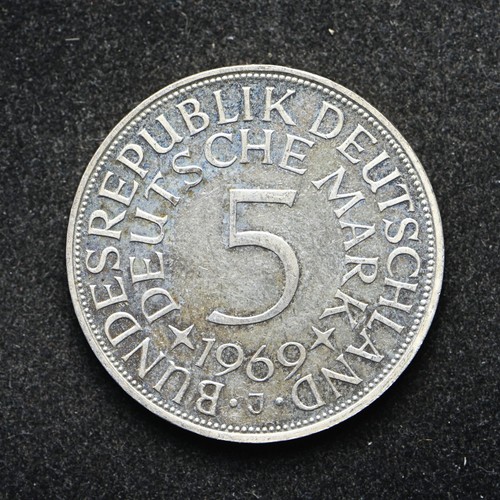 BUNDESREPUBLIK DEUTSCHLAND
DEUTSCHE MARK
5
1969
J